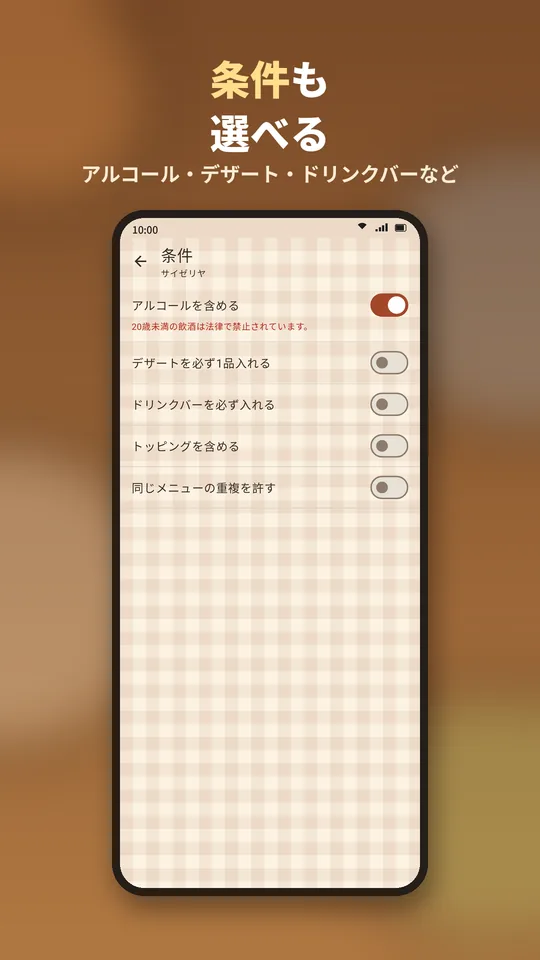 条件も
選べる
アルコール・デザート・ドリンクバーなど
10:00
条件
サイゼリヤ
アルコールを含める
20歳未満の飲酒は法律で禁止されています。
デザートを必ず1品入れる
ドリンクバーを必ず入れる
トッピングを含める
同じメニューの重複を許す